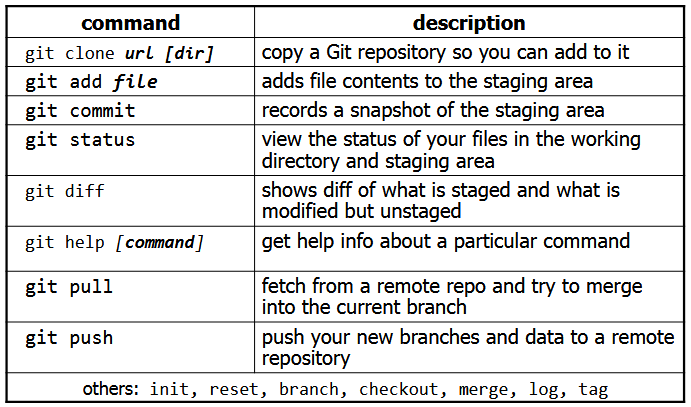 command description
git clone url [dir] copy a Git repository so you can add to it
git add file adds file contents to the staging area
git commit records a snapshot of the staging area
git status view the status of your files in the working
directory and staging area
git diff shows diff of what is staged and what is
modified but unstaged
git help [command] get help info about a particular command
git pull fetch from a remote repo and try to merge
into the current branch
git push push your new branches and data to a remote
repository
others: init, reset, branch, checkout, merge, log, tag